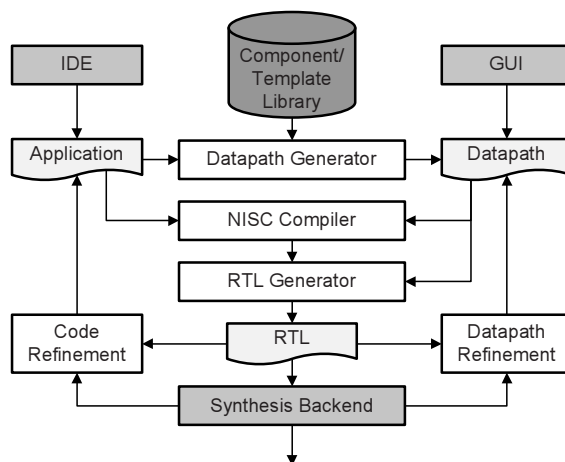 IDE
Component/
Template
Library
GUI
Application
Datapath Generator
Datapath
NISC Compiler
RTL Generator
Code
Refinement
RTL
Datapath
Refinement
Synthesis Backend